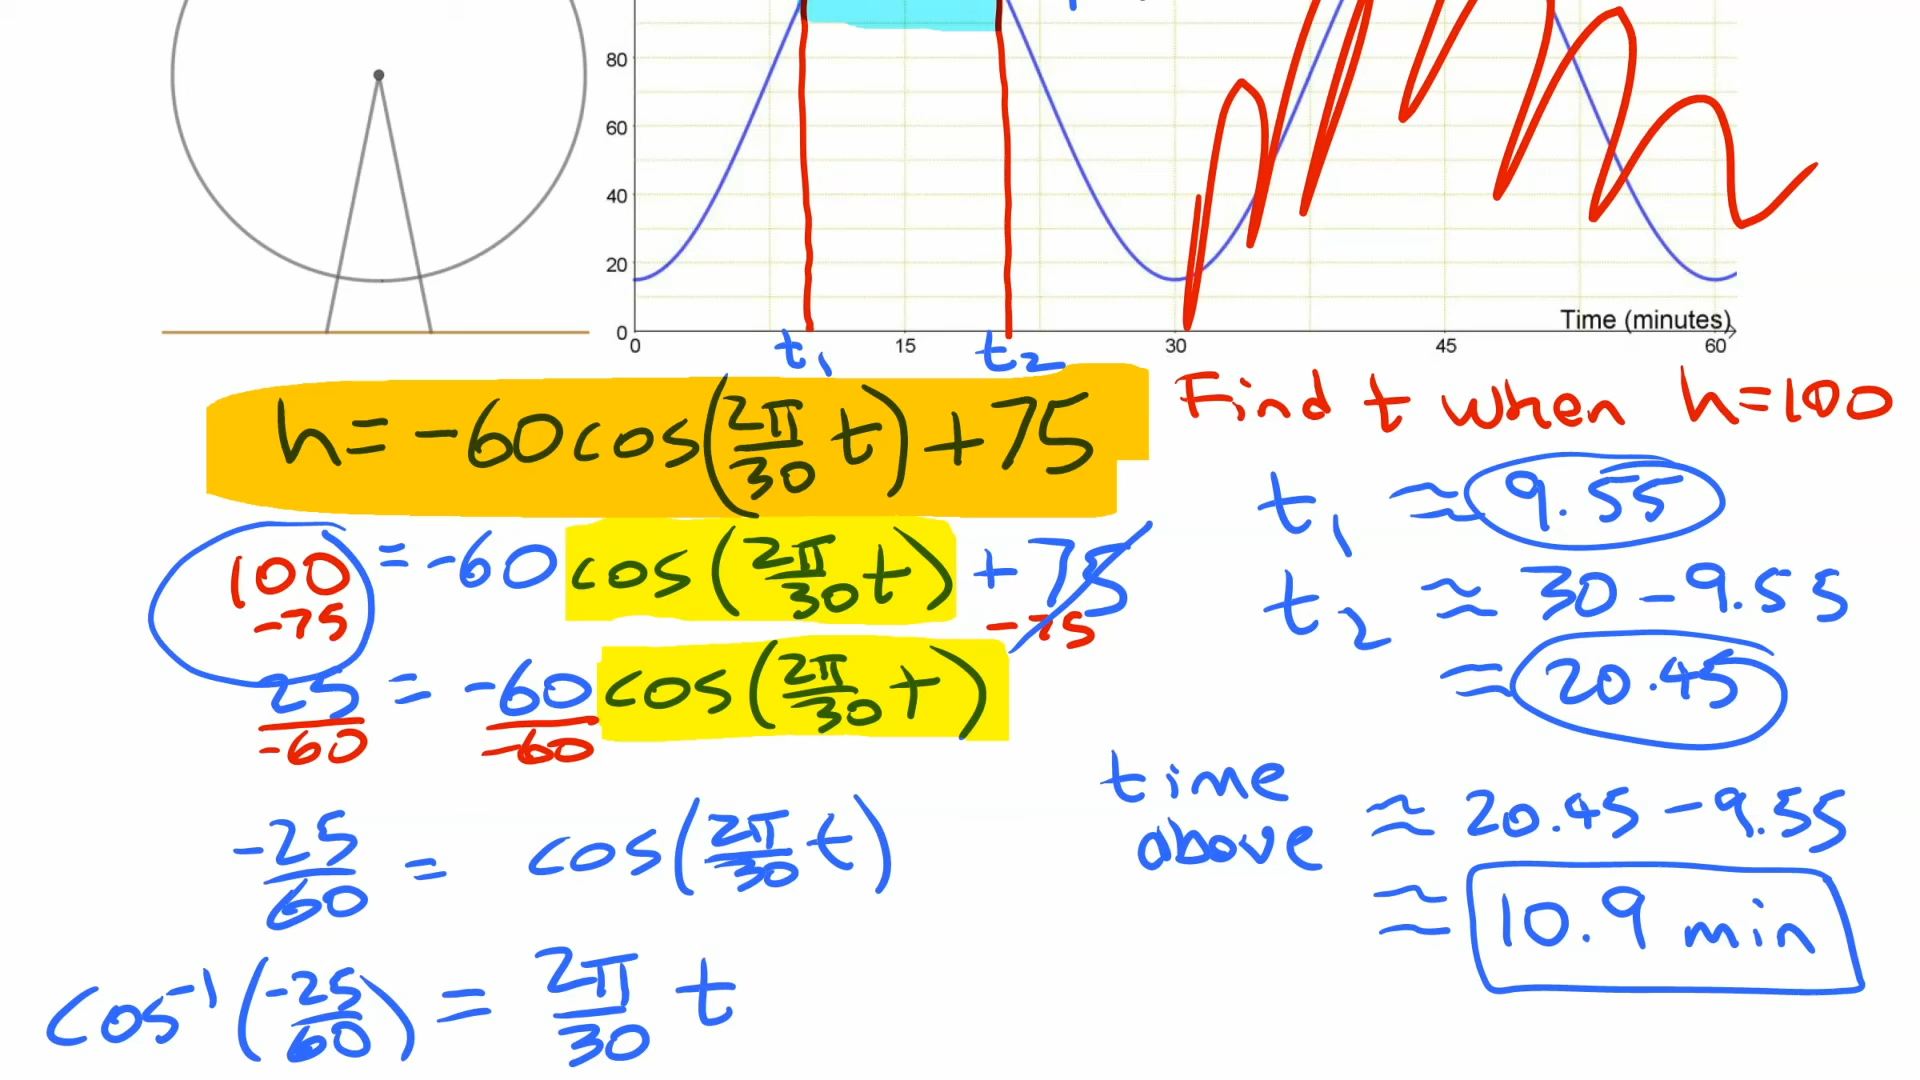 80
60
40
20
0
Time (minutes)
0 15 30 45 60
t₁ t₂
h = -60cos(2π/30 t) + 75
Find t when h=100
100 = -60 cos(2π/30 t) + 75
-75 -75
25 = -60 cos(2π/30 t)
-60 -60
-25/60 = cos(2π/30 t)
cos⁻¹(-25/60) = 2π/30 t
t₁ ≈ 9.55
t₂ ≈ 30 - 9.55
≈ 20.45
time above ≈ 20.45 - 9.55
≈ 10.9 min